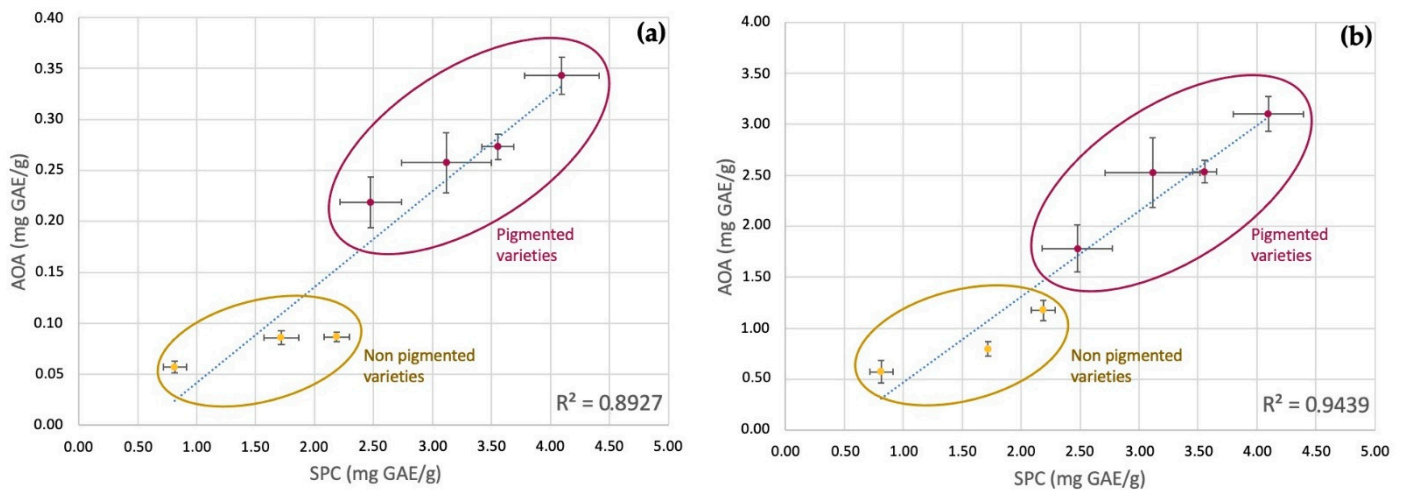 (a)
0.40
0.35
0.30
0.25
0.20
0.15
0.10
0.05
0.00
AOA (mg GAE/g)
Pigmented
varieties
Non pigmented
varieties
R² = 0.8927
0.00 0.50 1.00 1.50 2.00 2.50 3.00 3.50 4.00 4.50 5.00
SPC (mg GAE/g)
(b)
4.00
3.50
3.00
2.50
2.00
1.50
1.00
0.50
0.00
AOA (mg GAE/g)
Pigmented
varieties
Non pigmented
varieties
R² = 0.9439
0.00 0.50 1.00 1.50 2.00 2.50 3.00 3.50 4.00 4.50 5.00
SPC (mg GAE/g)